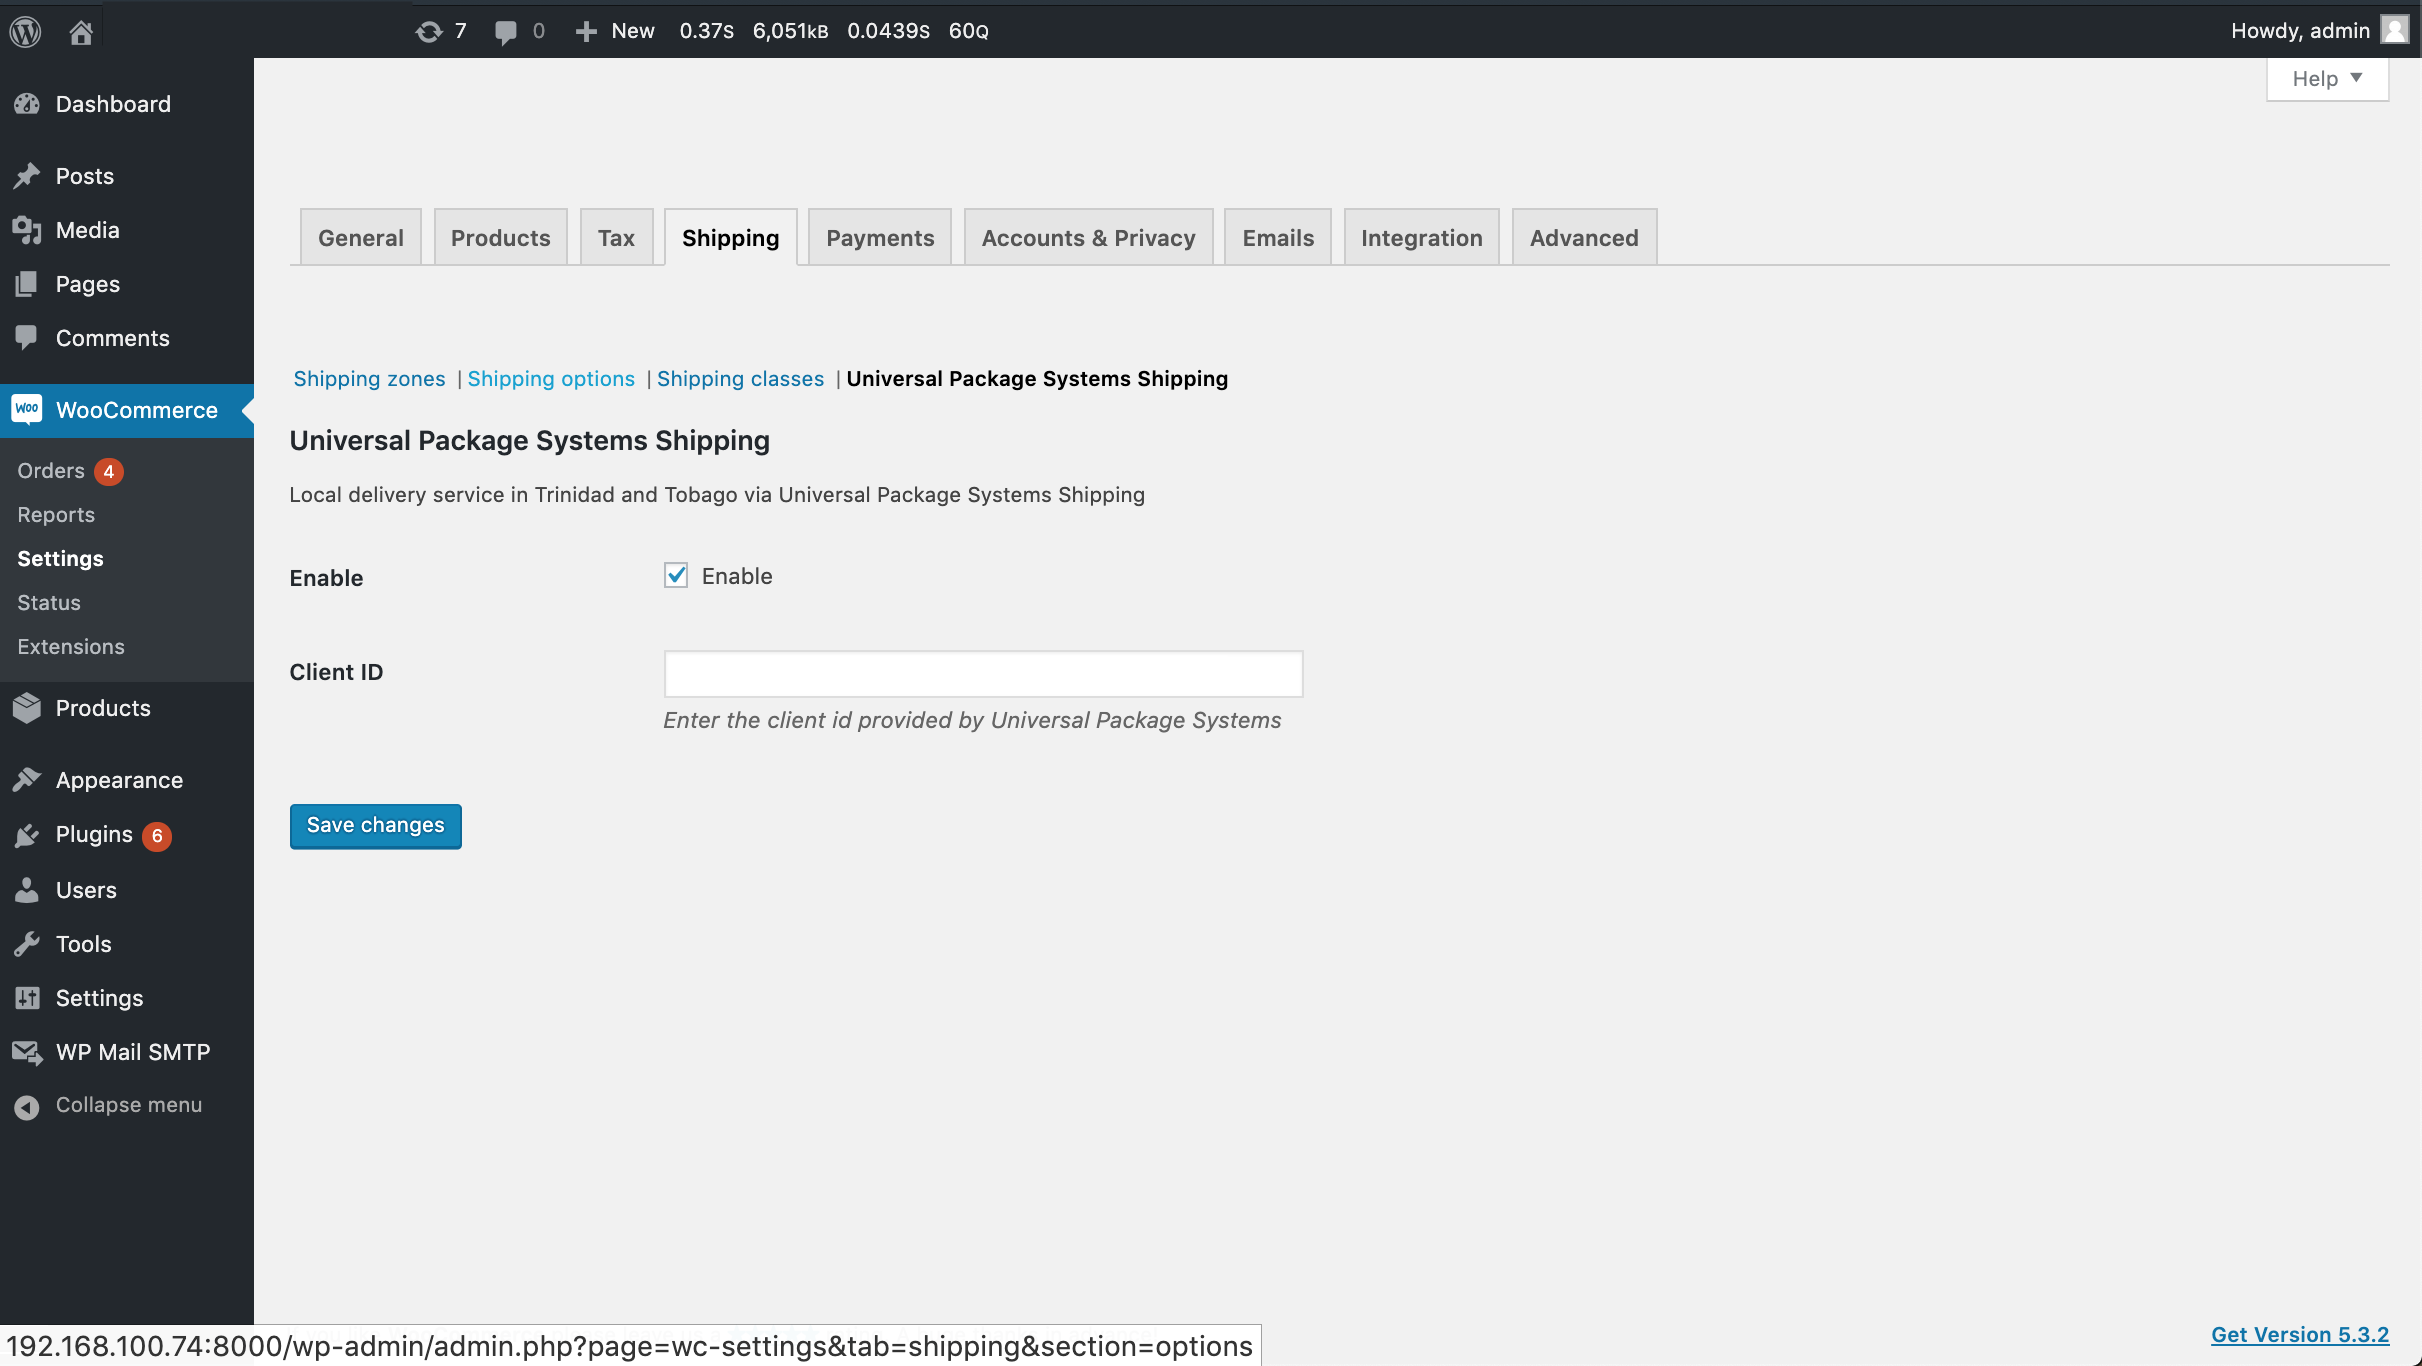 7 0 New 0.37S 6,051KB 0.0439S 60Q Howdy, admin
Help
Dashboard
Posts
Media
Pages
Comments
WooCommerce
Orders 4
Reports
Settings
Status
Extensions
Products
Appearance
Plugins 6
Users
Tools
Settings
WP Mail SMTP
Collapse menu
General Products Tax Shipping Payments Accounts & Privacy Emails Integration Advanced
Shipping zones | Shipping options | Shipping classes | Universal Package Systems Shipping
Universal Package Systems Shipping
Local delivery service in Trinidad and Tobago via Universal Package Systems Shipping
Enable Enable
Client ID
Enter the client id provided by Universal Package Systems
Save changes
Get Version 5.3.2
192.168.100.74:8000/wp-admin/admin.php?page=wc-settings&tab=shipping&section=options